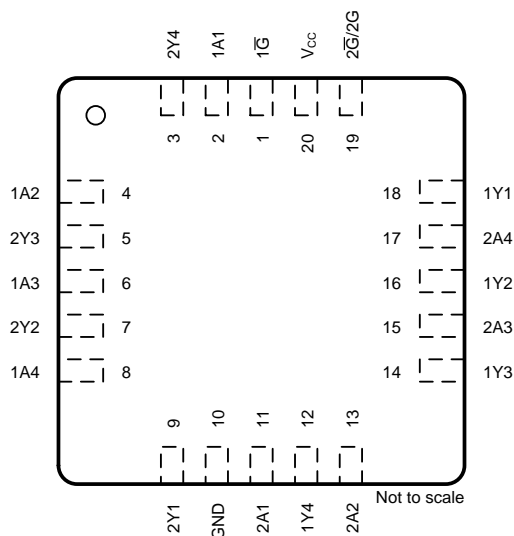 2Y4 1A1 1G̅ Vcc 2G̅/2G
3 2 1 20 19
1A2 4 18 1Y1
2Y3 5 17 2A4
1A3 6 16 1Y2
2Y2 7 15 2A3
1A4 8 14 1Y3
9 10 11 12 13
Not to scale
2Y1 GND 2A1 1Y4 2A2